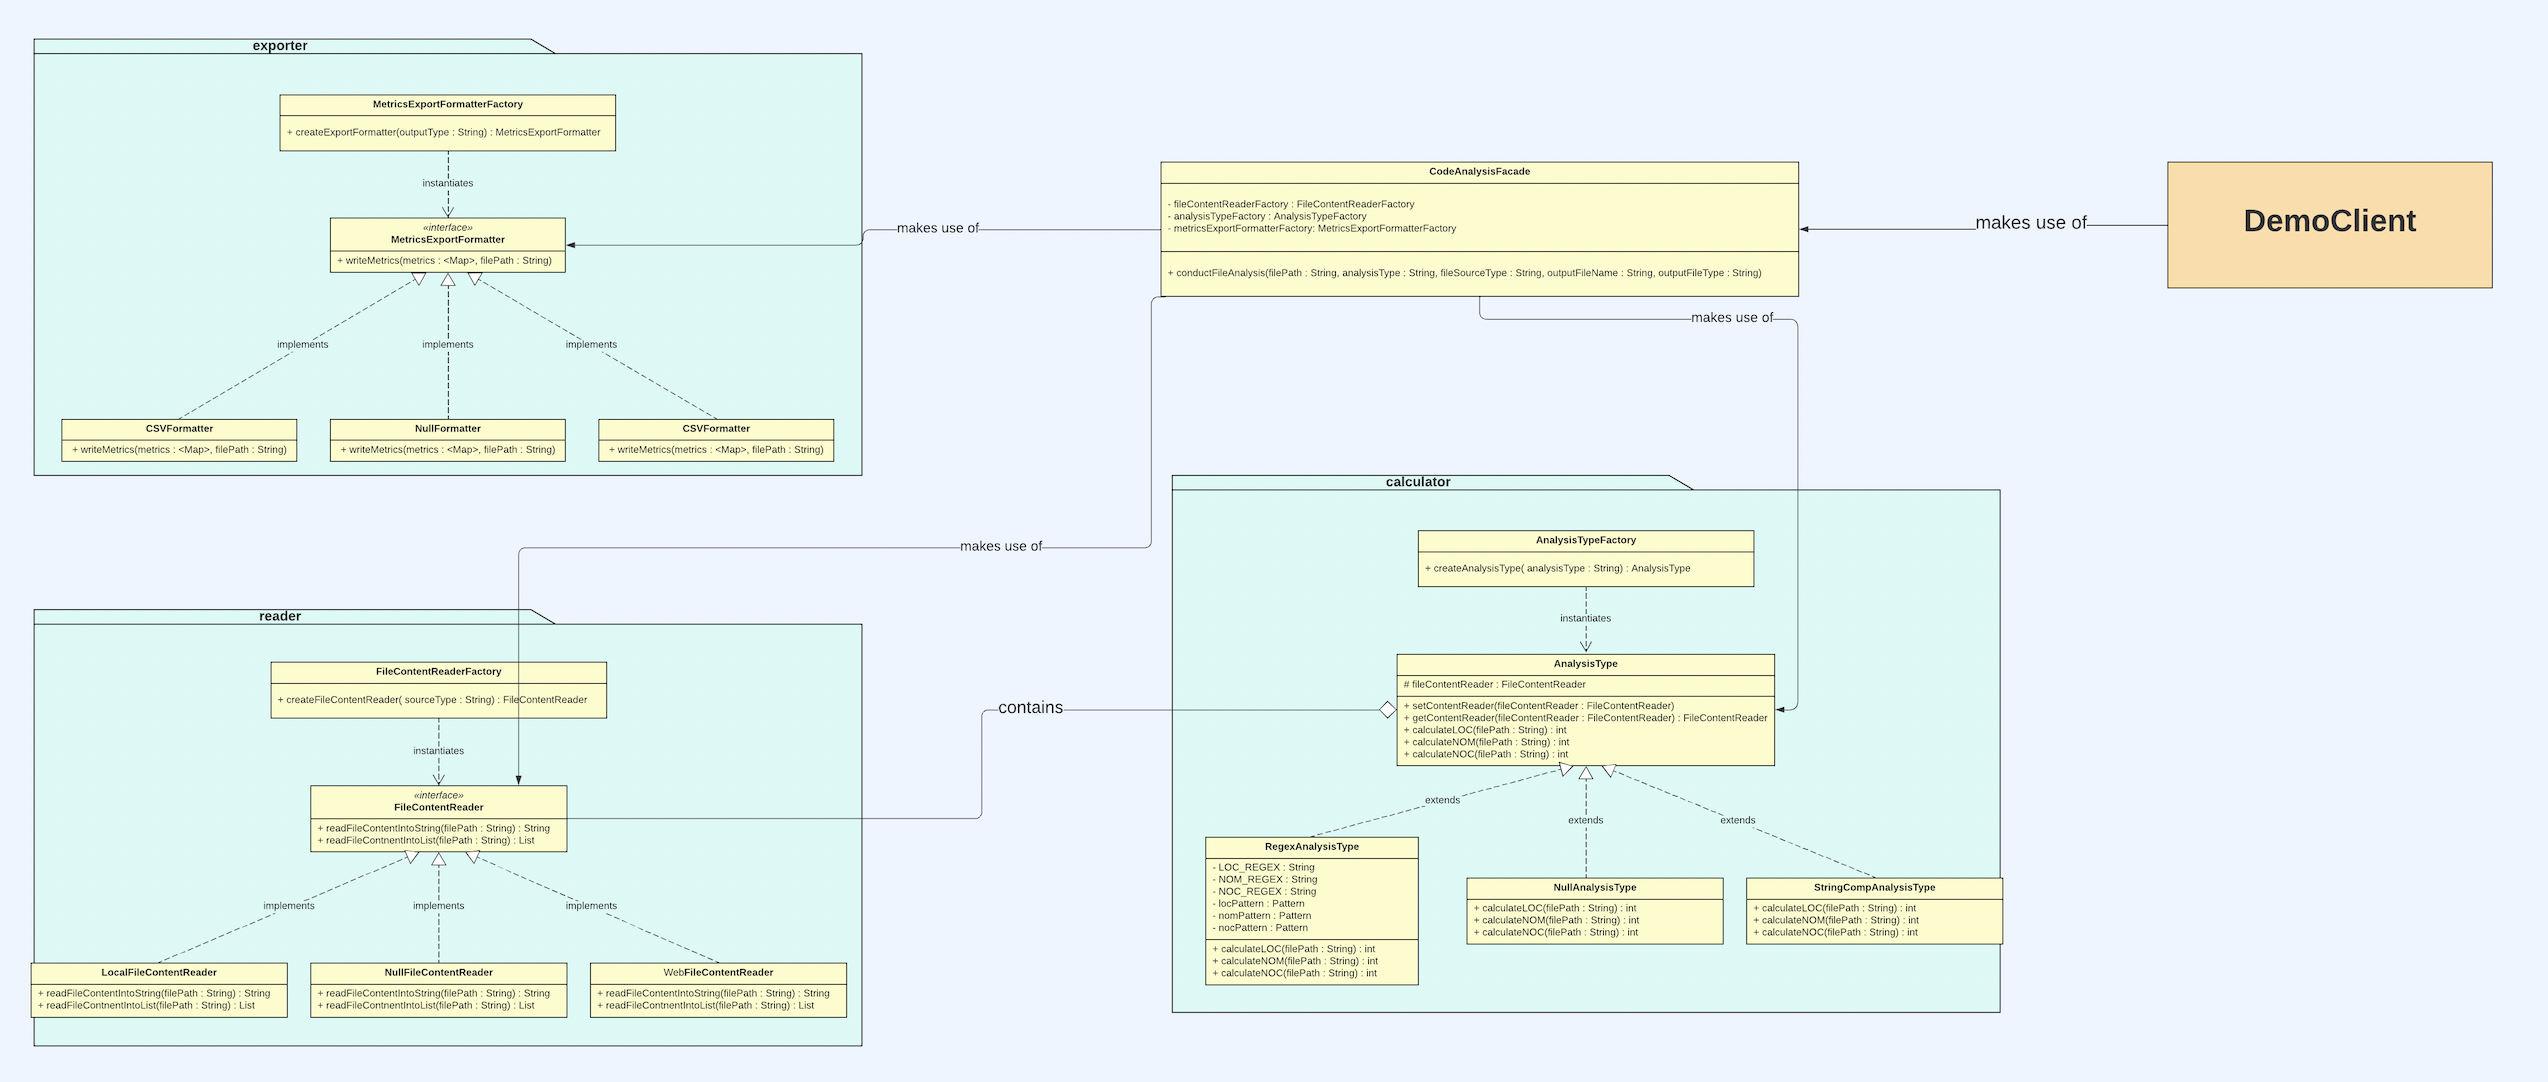 exporter
MetricsExportFormatterFactory
+ createExportFormatter(outputType : String) : MetricsExportFormatter
instantiates
«interface»
MetricsExportFormatter
+ writeMetrics(metrics : <Map>, filePath : String)
implements
implements
implements
CSVFormatter
+ writeMetrics(metrics : <Map>, filePath : String)
NullFormatter
+ writeMetrics(metrics : <Map>, filePath : String)
CSVFormatter
+ writeMetrics(metrics : <Map>, filePath : String)
makes use of
CodeAnalysisFacade
- fileContentReaderFactory : FileContentReaderFactory
- analysisTypeFactory : AnalysisTypeFactory
- metricsExportFormatterFactory: MetricsExportFormatterFactory
+ conductFileAnalysis(filePath : String, analysisType : String, fileSourceType : String, outputFileName : String, outputFileType : String)
makes use of
DemoClient
makes use of
makes use of
reader
FileContentReaderFactory
+ createFileContentReader( sourceType : String) : FileContentReader
instantiates
«interface»
FileContentReader
+ readFileContentIntoString(filePath : String) : String
+ readFileContnentIntoList(filePath : String) : List
implements
implements
implements
LocalFileContentReader
+ readFileContentIntoString(filePath : String) : String
+ readFileContnentIntoList(filePath : String) : List
NullFileContentReader
+ readFileContentIntoString(filePath : String) : String
+ readFileContnentIntoList(filePath : String) : List
WebFileContentReader
+ readFileContentIntoString(filePath : String) : String
+ readFileContnentIntoList(filePath : String) : List
contains
calculator
AnalysisTypeFactory
+ createAnalysisType( analysisType : String) : AnalysisType
instantiates
AnalysisType
# fileContentReader : FileContentReader
+ setContentReader(fileContentReader : FileContentReader)
+ getContentReader(fileContentReader : FileContentReader) : FileContentReader
+ calculateLOC(filePath : String) : int
+ calculateNOM(filePath : String) : int
+ calculateNOC(filePath : String) : int
extends
extends
extends
RegexAnalysisType
- LOC_REGEX : String
- NOM_REGEX : String
- NOC_REGEX : String
- locPattern : Pattern
- nomPattern : Pattern
- nocPattern : Pattern
+ calculateLOC(filePath : String) : int
+ calculateNOM(filePath : String) : int
+ calculateNOC(filePath : String) : int
NullAnalysisType
+ calculateLOC(filePath : String) : int
+ calculateNOM(filePath : String) : int
+ calculateNOC(filePath : String) : int
StringCompAnalysisType
+ calculateLOC(filePath : String) : int
+ calculateNOM(filePath : String) : int
+ calculateNOC(filePath : String) : int